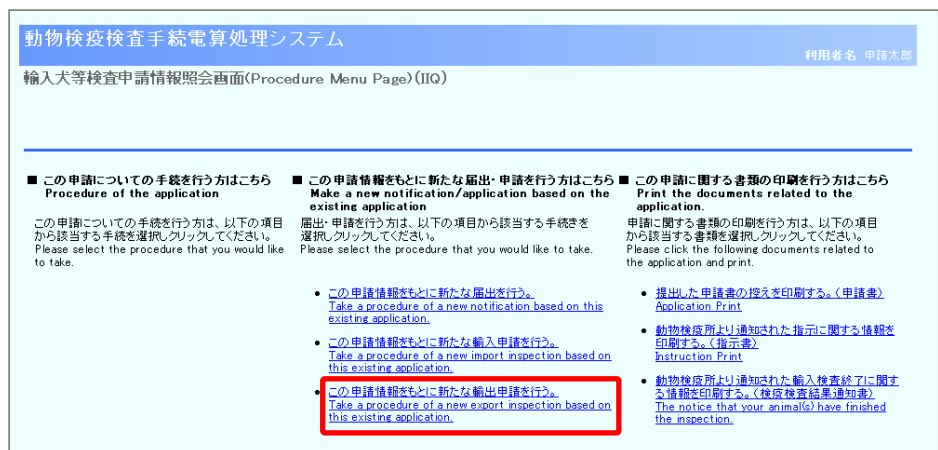 動物検疫検査手続電算処理システム
利用者名 申請太郎
輸入犬等検査申請情報照会画面(Procedure Menu Page)(IIQ)
■ この申請についての手続を行う方はこちら
Procedure of the application
この申請についての手続を行う方は、以下の項目
から該当する手続を選択しクリックしてください。
Please select the procedure that you would like
to take.
■ この申請情報をもとに新たな届出・申請を行う方はこちら
Make a new notification/application based on the
existing application
届出・申請を行う方は、以下の項目から該当する手続きを
選択しクリックしてください。
Please select the procedure that you would like to take.
• この申請情報をもとに新たな届出を行う。
Take a procedure of a new notification based on this
existing application.
• この申請情報をもとに新たな輸入申請を行う。
Take a procedure of a new import inspection based on
this existing application.
• この申請情報をもとに新たな輸出申請を行う。
Take a procedure of a new export inspection based on
this existing application.
■ この申請に関する書類の印刷を行う方はこちら
Print the documents related to the
application.
申請に関する書類の印刷を行う方は、以下の項目
から該当する書類を選択しクリックしてください。
Please click the following documents related to
the application and print.
• 提出した申請書の控えを印刷する。(申請書)
Application Print
• 動物検疫所より通知された指示に関する情報を
印刷する。(指示書)
Instruction Print
• 動物検疫所より通知された輸入検査終了に関す
る情報を印刷する。(検疫検査結果通知書)
The notice that your animal(s) have finished
the inspection.